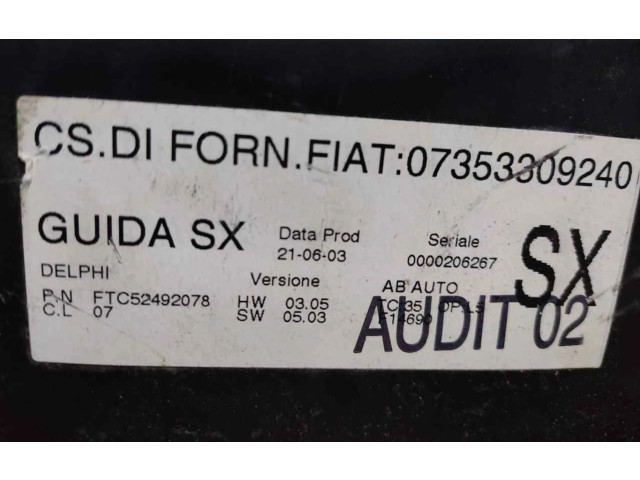 CS.DI FORN.FIAT:07353309240
GUIDA SX Data Prod Seriale SX
21-06-03 0000206267
DELPHI Versione AB AUTO
P.N FTC52492078 HW 03.05
C.L 07 SW 05.03 F14690
AUDIT 02